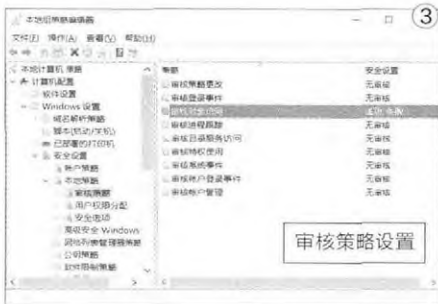 本地组策略编辑器
③
文件(F) 操作(A) 查看(V) 帮助(H)
本地计算机 策略
计算机配置
软件设置
Windows 设置
域名解析策略
脚本(启动/关机)
已部署的打印机
安全设置
帐户策略
本地策略
审核策略
用户权限分配
安全选项
高级安全 Windows
网络列表管理器策略
公钥策略
软件限制策略
策略 安全设置
审核策略更改 无审核
审核登录事件 无审核
审核对象访问 成功, 失败
审核进程跟踪 无审核
审核目录服务访问 无审核
审核特权使用 无审核
审核系统事件 无审核
审核帐户登录事件 无审核
审核帐户管理 无审核
审核策略设置